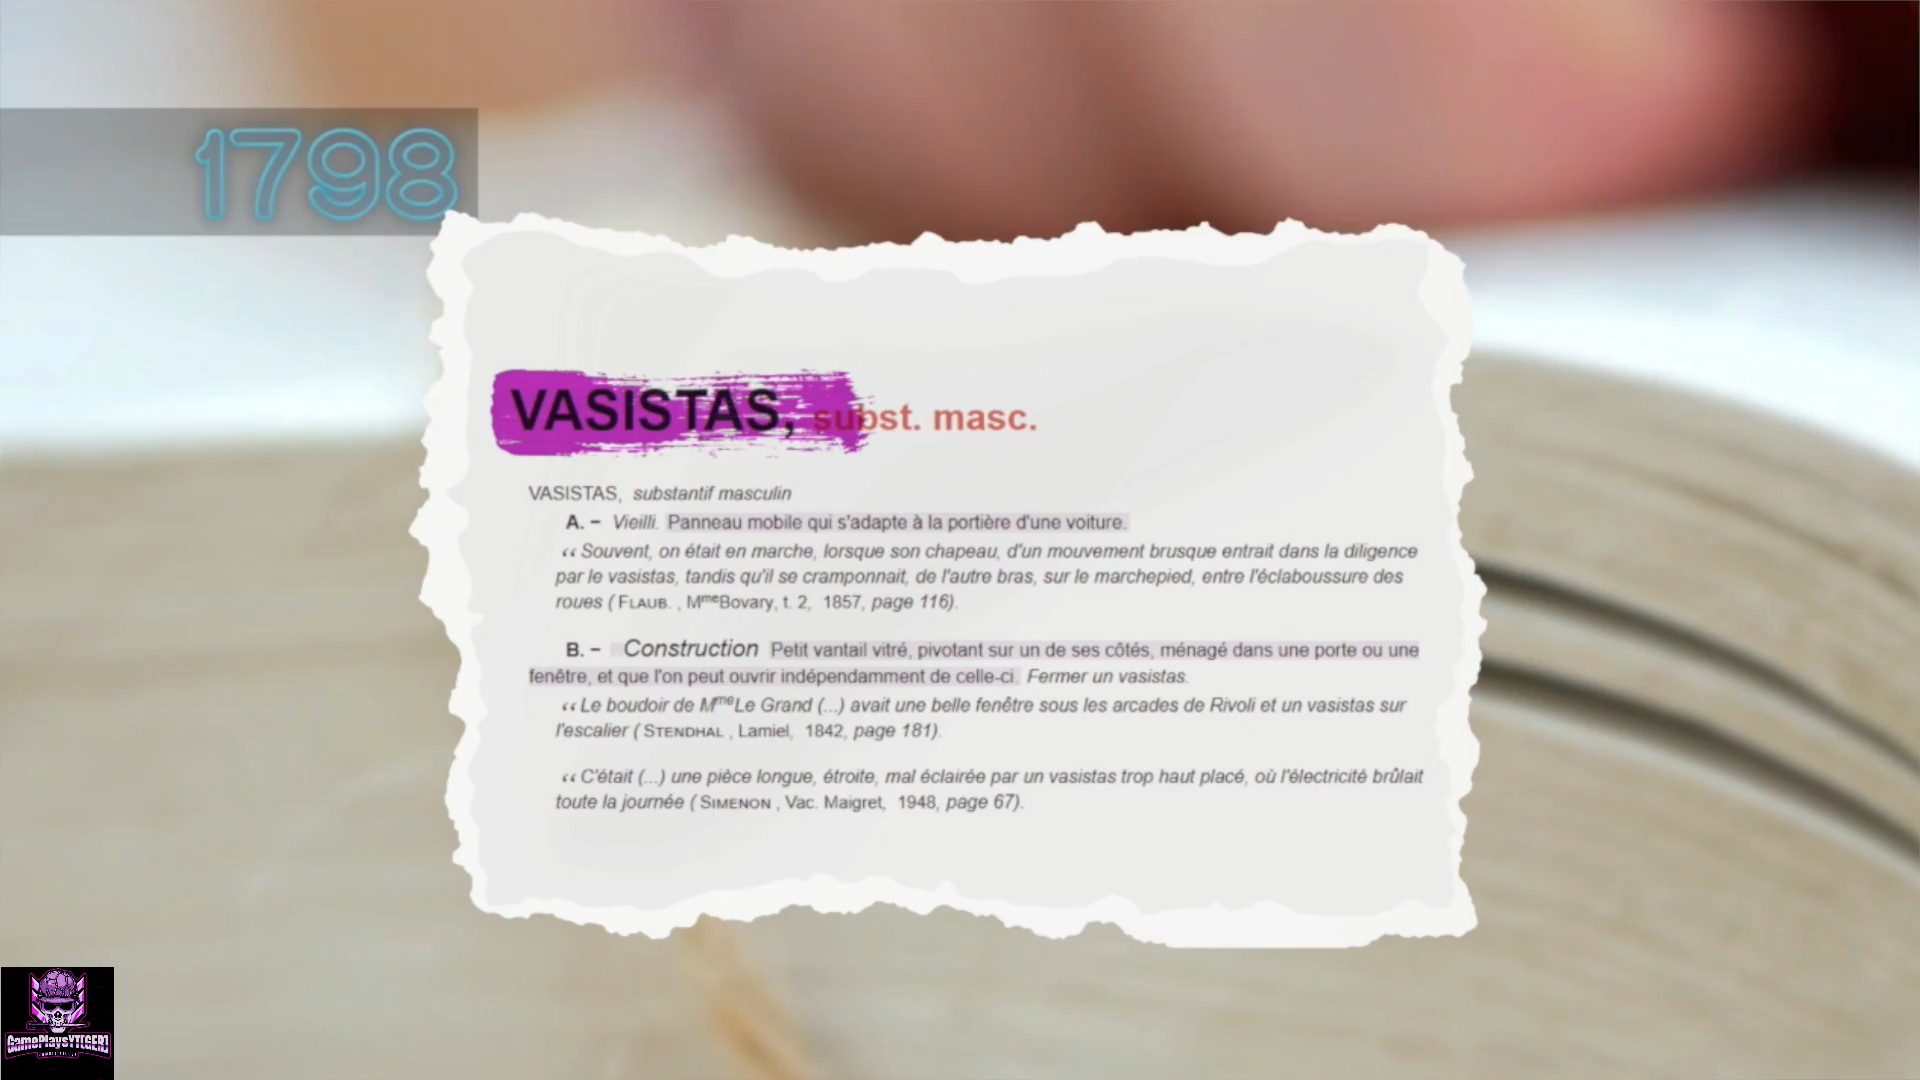 1798
VASISTAS, subst. masc.
VASISTAS, substantif masculin
A. – Vieilli. Panneau mobile qui s'adapte à la portière d'une voiture.
“ Souvent, on était en marche, lorsque son chapeau, d'un mouvement brusque entrait dans la diligence
par le vasistas, tandis qu'il se cramponnait, de l'autre bras, sur le marchepied, entre l'éclaboussure des
roues ( FLAUB. , MmeBovary, t. 2, 1857, page 116).
B. – Construction Petit vantail vitré, pivotant sur un de ses côtés, ménagé dans une porte ou une
fenêtre, et que l'on peut ouvrir indépendamment de celle-ci. Fermer un vasistas.
“ Le boudoir de MmeLe Grand (...) avait une belle fenêtre sous les arcades de Rivoli et un vasistas sur
l'escalier ( STENDHAL , Lamiel, 1842, page 181).
“ C'était (...) une pièce longue, étroite, mal éclairée par un vasistas trop haut placé, où l'électricité brûlait
toute la journée ( SIMENON , Vac. Maigret, 1948, page 67).
GamePlaysYT[GER]